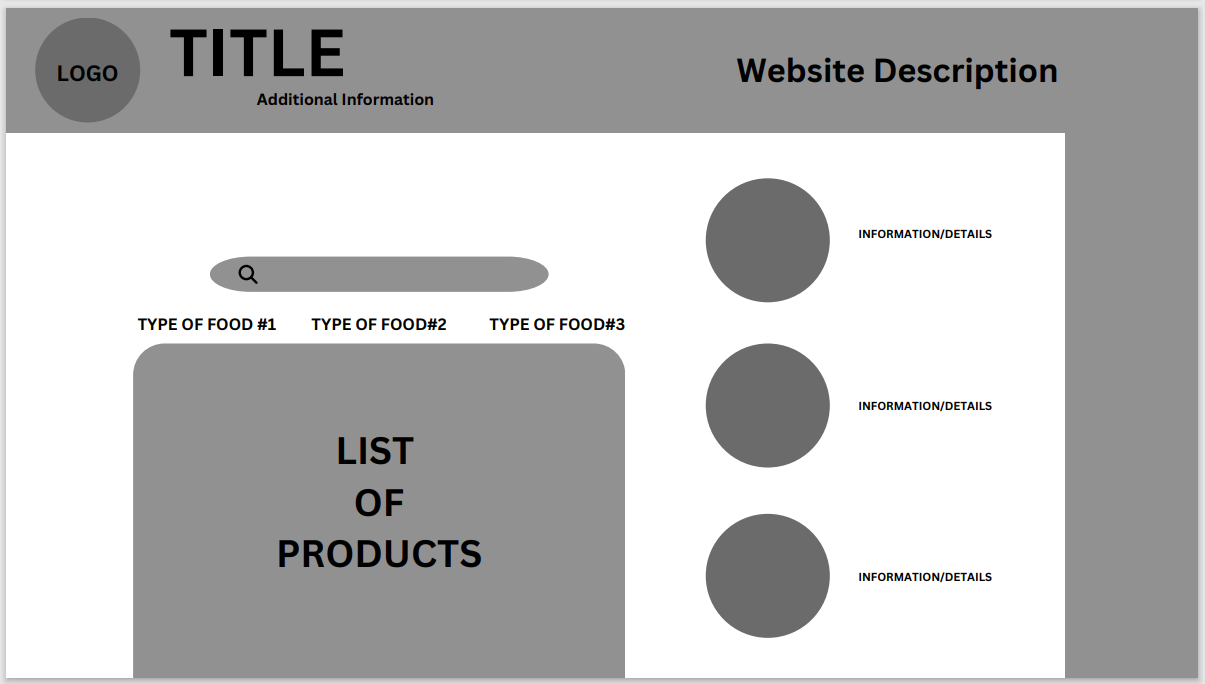 LOGO
TITLE
Additional Information
Website Description
TYPE OF FOOD #1
TYPE OF FOOD#2
TYPE OF FOOD#3
LIST
OF
PRODUCTS
INFORMATION/DETAILS
INFORMATION/DETAILS
INFORMATION/DETAILS